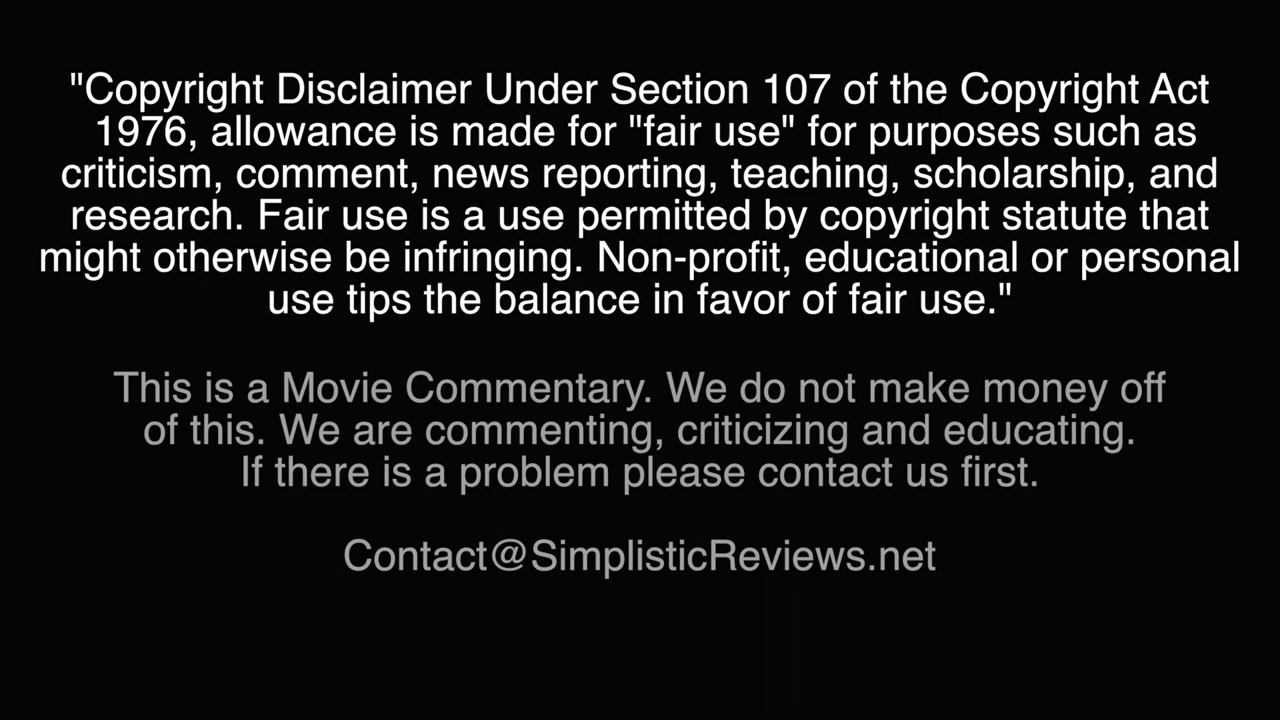 "Copyright Disclaimer Under Section 107 of the Copyright Act
1976, allowance is made for "fair use" for purposes such as
criticism, comment, news reporting, teaching, scholarship, and
research. Fair use is a use permitted by copyright statute that
might otherwise be infringing. Non-profit, educational or personal
use tips the balance in favor of fair use."
This is a Movie Commentary. We do not make money off
of this. We are commenting, criticizing and educating.
If there is a problem please contact us first.
Contact@SimplisticReviews.net